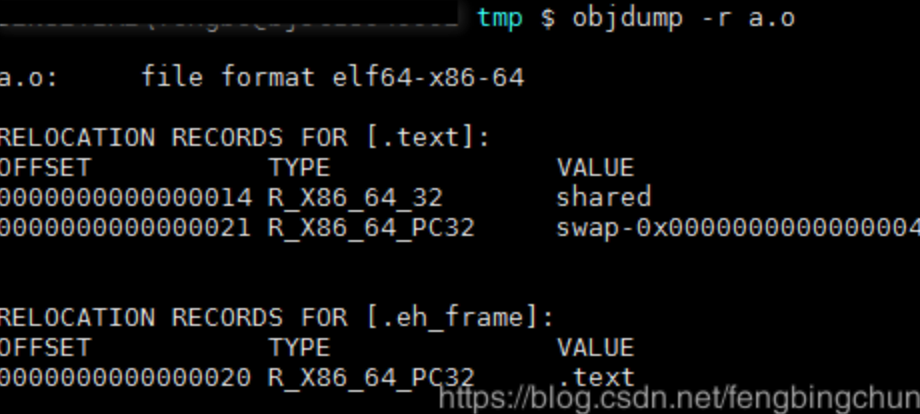 tmp $ objdump -r a.o
a.o: file format elf64-x86-64
RELOCATION RECORDS FOR [.text]:
OFFSET TYPE VALUE
0000000000000014 R_X86_64_32 shared
0000000000000021 R_X86_64_PC32 swap-0x0000000000000004
RELOCATION RECORDS FOR [.eh_frame]:
OFFSET TYPE VALUE
0000000000000020 R_X86_64_PC32 .text
https://blog.csdn.net/fengbingchun